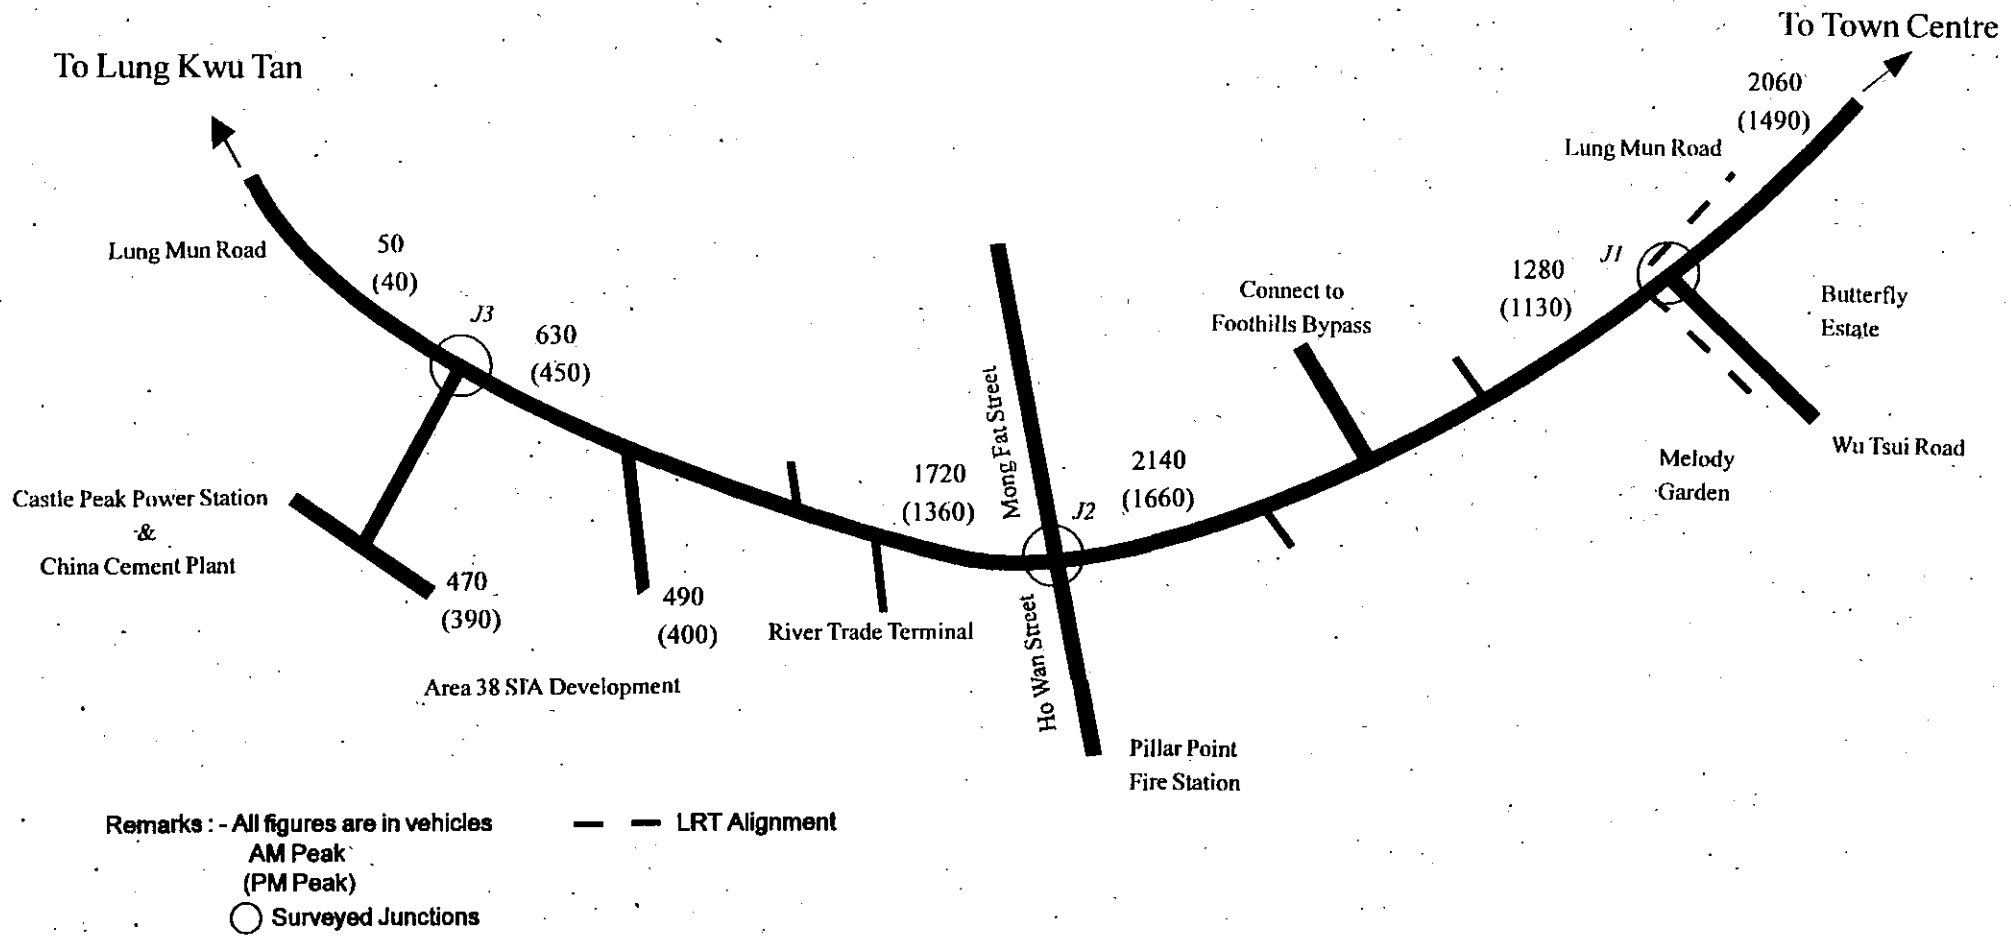 To Town Centre
To Lung Kwu Tan
2060
(1490)
Lung Mun Road
Lung Mun Road
50
(40)
J1
1280
(1130)
Connect to
Foothills Bypass
Butterfly
Estate
J3
630
(450)
Mong Fat Street
1720
(1360)
2140
(1660)
J2
Melody
Garden
Wu Tsui Road
Castle Peak Power Station
&
China Cement Plant
470
(390)
490
(400)
River Trade Terminal
Ho Wan Street
Area 38 STA Development
Pillar Point
Fire Station
Remarks : - All figures are in vehicles
LRT Alignment
AM Peak
(PM Peak)
Surveyed Junctions